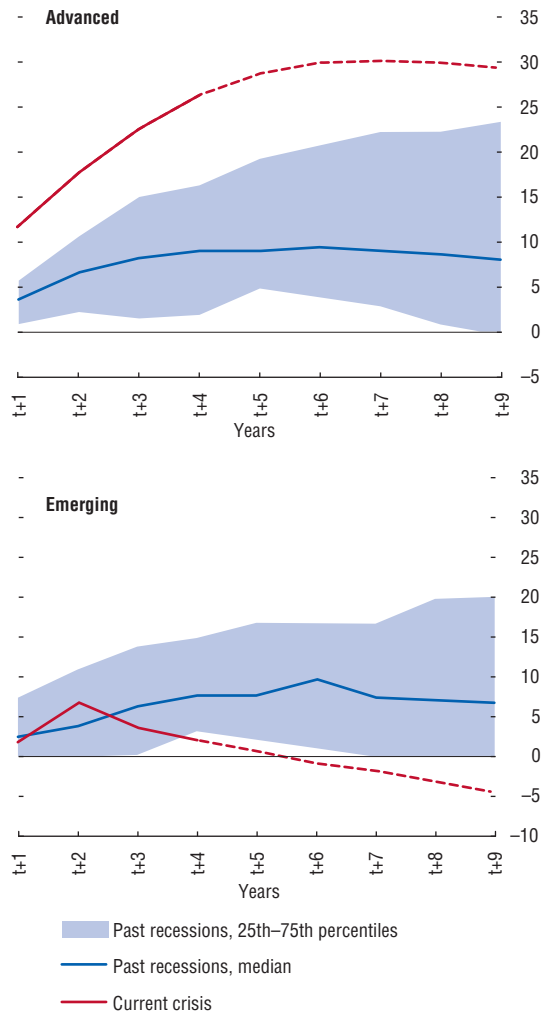 Advanced
35
30
25
20
15
10
5
0
–5
t+1 t+2 t+3 t+4 t+5 t+6 t+7 t+8 t+9
Years
Emerging
35
30
25
20
15
10
5
0
–5
–10
t+1 t+2 t+3 t+4 t+5 t+6 t+7 t+8 t+9
Years
Past recessions, 25th–75th percentiles
Past recessions, median
Current crisis